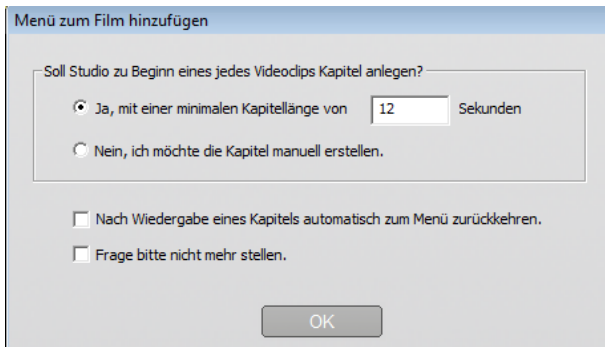 Menü zum Film hinzufügen
Soll Studio zu Beginn eines jedes Videoclips Kapitel anlegen?
Ja, mit einer minimalen Kapitellänge von 12 Sekunden
Nein, ich möchte die Kapitel manuell erstellen.
Nach Wiedergabe eines Kapitels automatisch zum Menü zurückkehren.
Frage bitte nicht mehr stellen.
OK